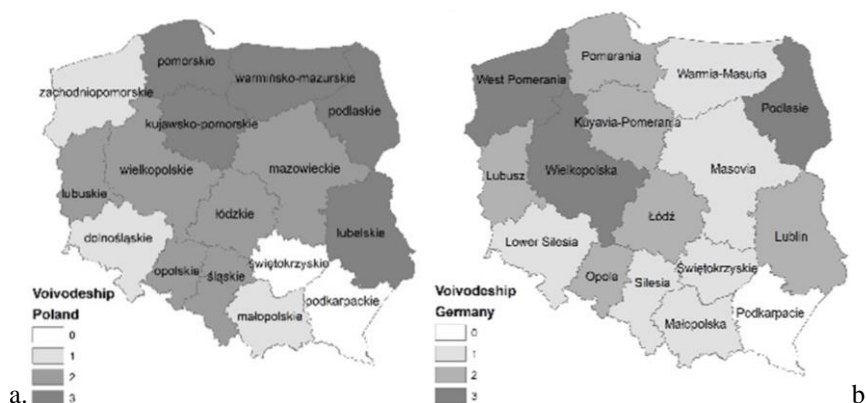 pomorskie
warmińsko-mazurskie
zachodniopomorskie
podlaskie
kujawsko-pomorskie
wielkopolskie
mazowieckie
lubuskie
łódzkie
lubelskie
dolnośląskie
opolskie
śląskie
świętokrzyskie
podkarpackie
małopolskie
Voivodeship
Poland
0
1
2
3
a.
Pomerania
West Pomerania
Warmia-Masuria
Podlasie
Kuyavia-Pomerania
Masovia
Wielkopolska
Lubusz
Łódź
Lublin
Lower Silesia
Opole
Silesia
Świętokrzyskie
Podkarpacie
Małopolska
Voivodeship
Germany
0
1
2
3
b